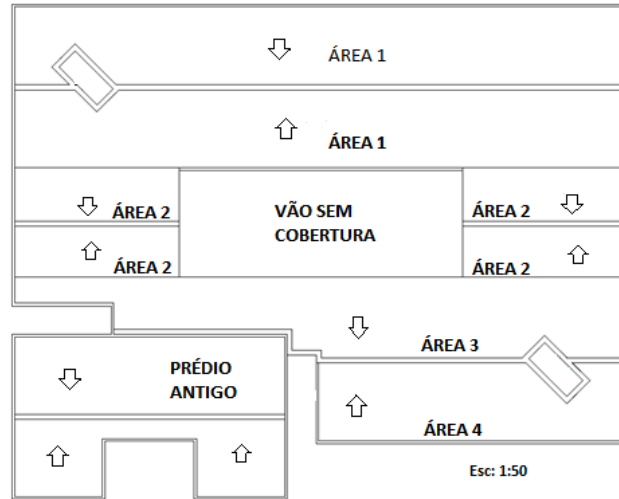 ÁREA 1
ÁREA 1
ÁREA 2
VÃO SEM
COBERTURA
ÁREA 2
ÁREA 2
ÁREA 2
ÁREA 3
PRÉDIO
ANTIGO
ÁREA 4
Esc: 1:50